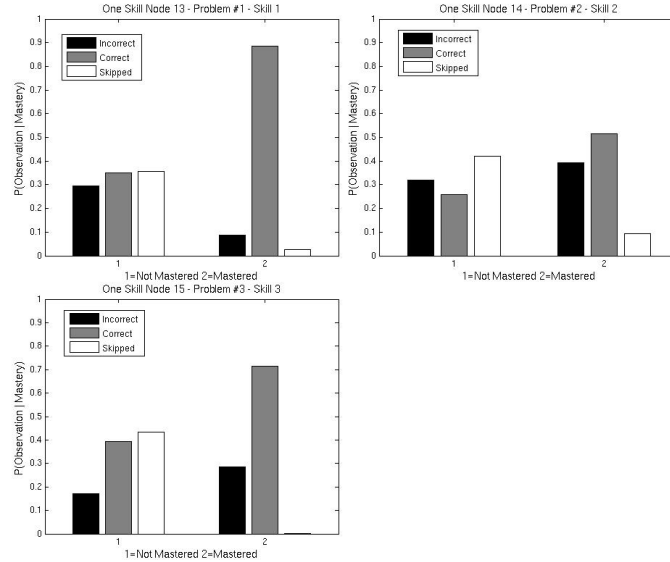 One Skill Node 13 - Problem #1 - Skill 1
P(Observation | Mastery)
1
0.9
0.8
0.7
0.6
0.5
0.4
0.3
0.2
0.1
0
Incorrect
Correct
Skipped
1 2
1=Not Mastered 2=Mastered
One Skill Node 14 - Problem #2 - Skill 2
P(Observation | Mastery)
1
0.9
0.8
0.7
0.6
0.5
0.4
0.3
0.2
0.1
0
Incorrect
Correct
Skipped
1 2
1=Not Mastered 2=Mastered
One Skill Node 15 - Problem #3 - Skill 3
P(Observation | Mastery)
1
0.9
0.8
0.7
0.6
0.5
0.4
0.3
0.2
0.1
0
Incorrect
Correct
Skipped
1 2
1=Not Mastered 2=Mastered